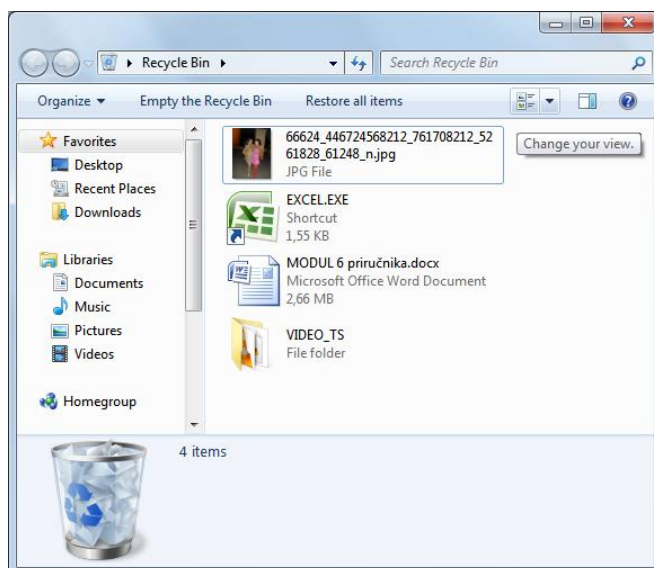 Recycle Bin
Search Recycle Bin
Organize Empty the Recycle Bin Restore all items
Change your view.
Favorites
Desktop
Recent Places
Downloads
Libraries
Documents
Music
Pictures
Videos
Homegroup
66624_446724568212_761708212_52
61828_61248_n.jpg
JPG File
EXCEL.EXE
Shortcut
1,55 KB
MODUL 6 priručnika.docx
Microsoft Office Word Document
2,66 MB
VIDEO_TS
File folder
4 items